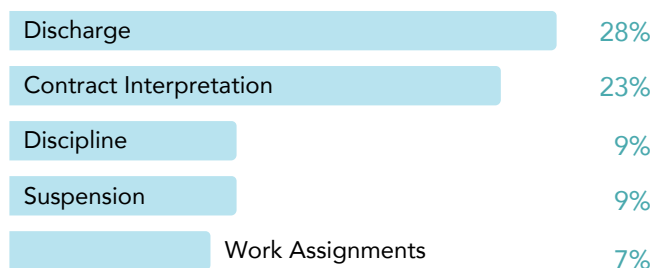 Discharge 28%
Contract Interpretation 23%
Discipline 9%
Suspension 9%
Work Assignments 7%